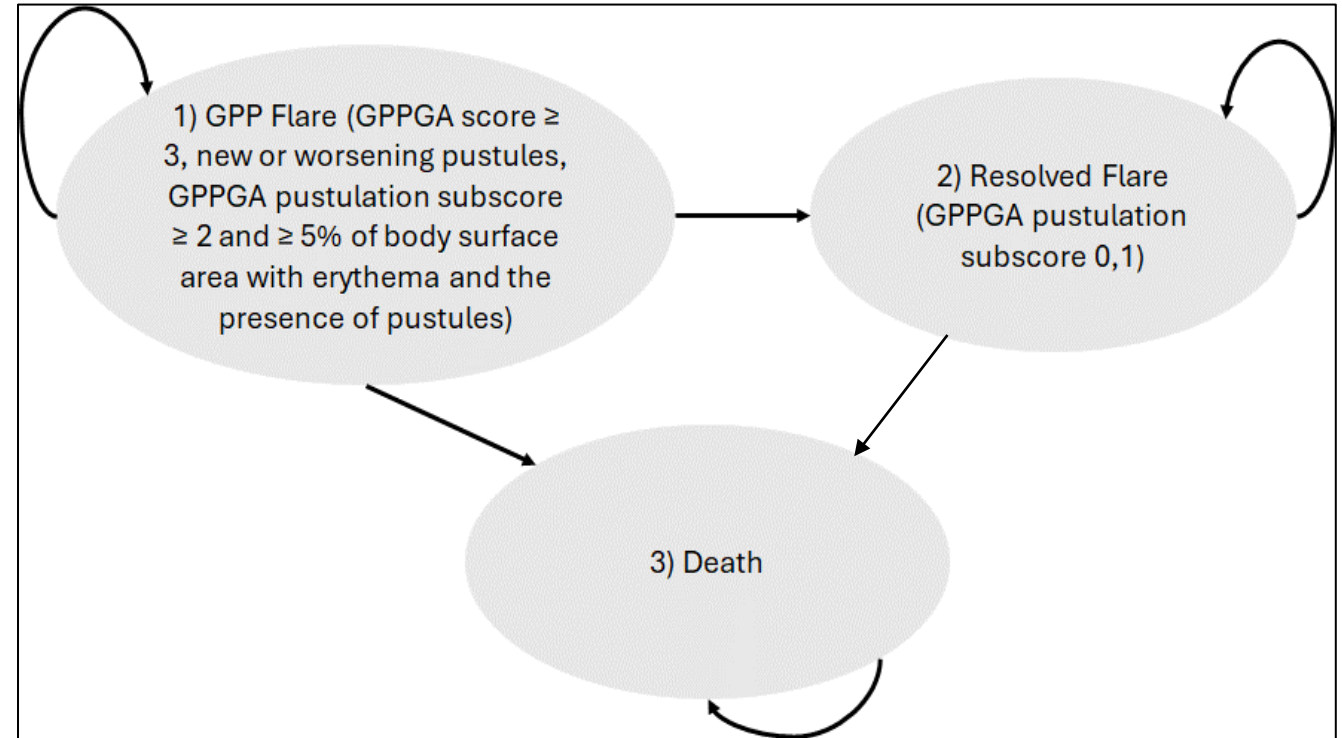 1) GPP Flare (GPPGA score ≥
3, new or worsening pustules,
GPPGA pustulation subscore
≥ 2 and ≥ 5% of body surface
area with erythema and the
presence of pustules)
2) Resolved Flare
(GPPGA pustulation
subscore 0,1)
3) Death